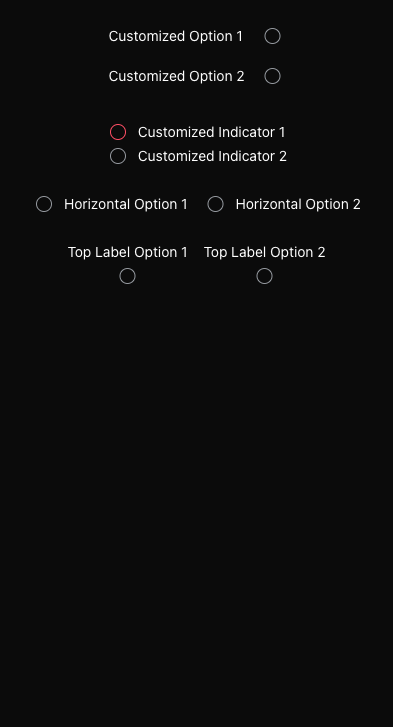 Customized Option 1
Customized Option 2
Customized Indicator 1
Customized Indicator 2
Horizontal Option 1 Horizontal Option 2
Top Label Option 1 Top Label Option 2